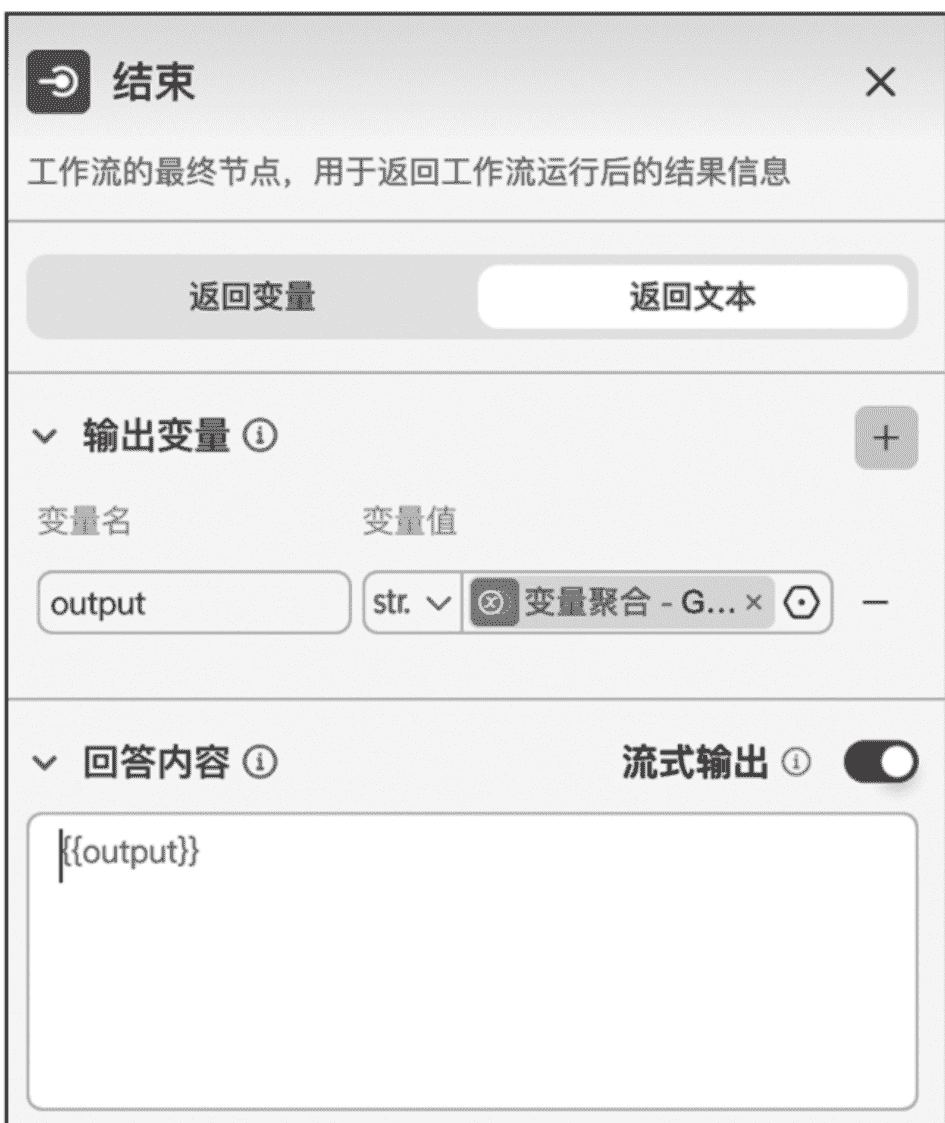 结束
工作流的最终节点，用于返回工作流运行后的结果信息
返回变量 返回文本
输出变量
变量名 变量值
output str. 变量聚合 - G...
回答内容 流式输出
{{output}}